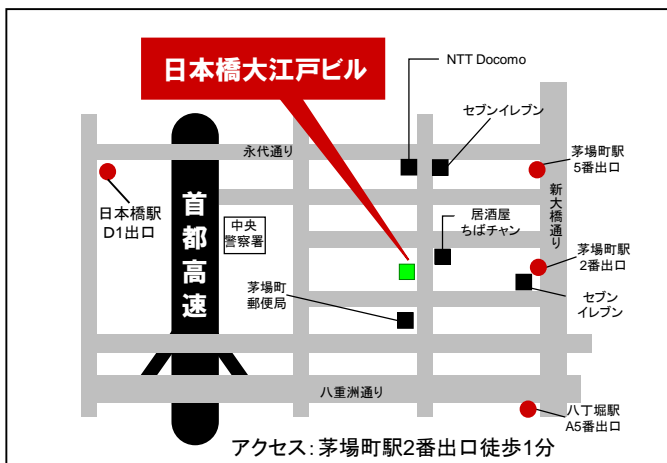 日本橋大江戸ビル
NTT Docomo
セブンイレブン
永代通り
茅場町駅
5番出口
日本橋駅
D1出口
首都高速
中央
警察署
居酒屋
ちばチャン
新大橋通り
茅場町駅
2番出口
茅場町
郵便局
セブン
イレブン
八重洲通り
八丁堀駅
A5番出口
アクセス：茅場町駅2番出口徒歩1分